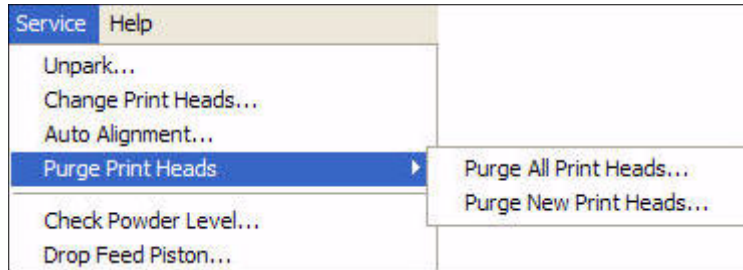 Service Help
Unpark...
Change Print Heads...
Auto Alignment...
Purge Print Heads
Purge All Print Heads...
Purge New Print Heads...
Check Powder Level...
Drop Feed Piston...